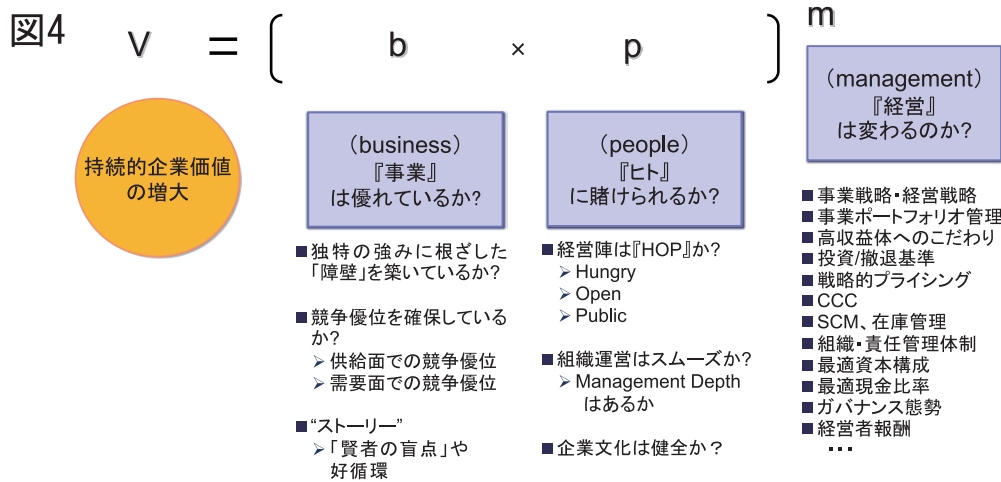 図4
V = ( b × p ) m
持続的企業価値
の増大
(business)
『事業』
は優れているか?
(people)
『ヒト』
に賭けられるか?
(management)
『経営』
は変わるのか?
■独特の強みに根ざした
「障壁」を築いているか?
■競争優位を確保している
か?
➢供給面での競争優位
➢需要面での競争優位
■“ストーリー”
➢「賢者の盲点」や
好循環
■経営陣は『HOP』か?
➢Hungry
➢Open
➢Public
■組織運営はスムーズか?
➢Management Depth
はあるか
■企業文化は健全か?
■事業戦略・経営戦略
■事業ポートフォリオ管理
■高収益体へのこだわり
■投資/撤退基準
■戦略的プライシング
■CCC
■SCM、在庫管理
■組織・責任管理体制
■最適資本構成
■最適現金比率
■ガバナンス態勢
■経営者報酬
・・・